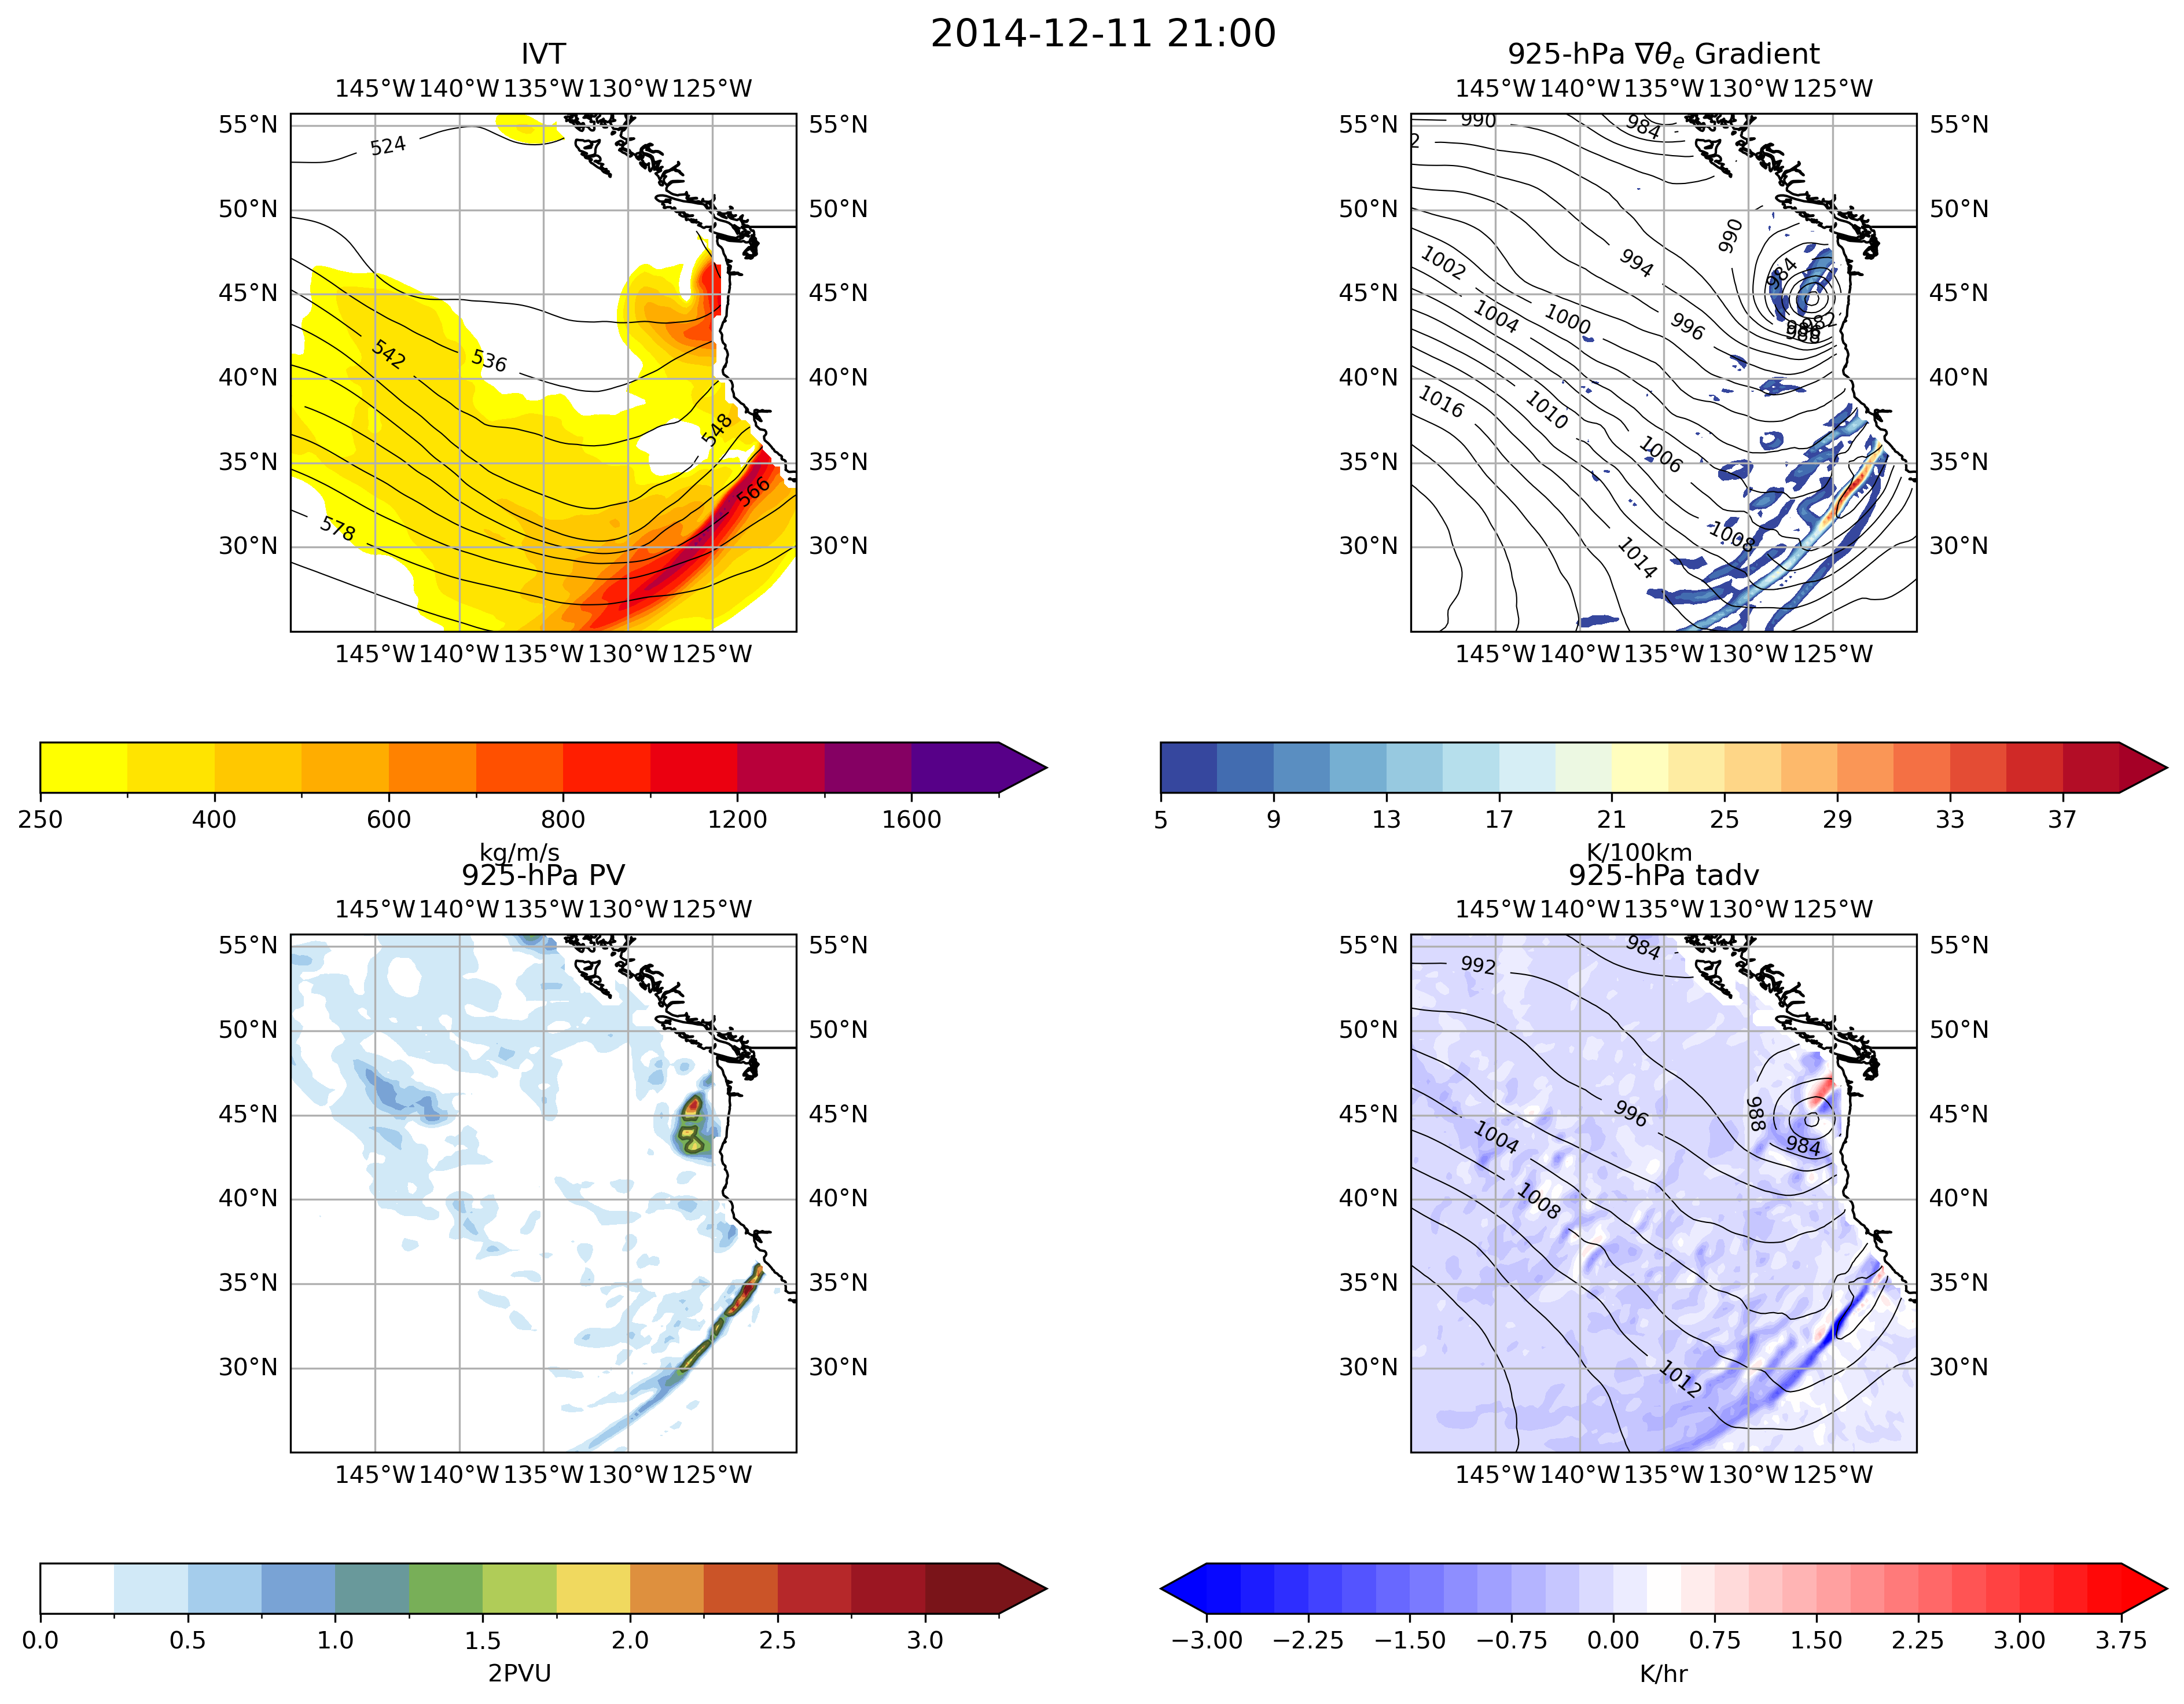 2014-12-11 21:00
IVT
145°W 140°W 135°W 130°W 125°W
55°N 55°N
50°N 50°N
45°N 45°N
40°N 40°N
35°N 35°N
30°N 30°N
524
542
536
548
566
578
145°W 140°W 135°W 130°W 125°W
250 400 600 800 1200 1600
kg/m/s
925-hPa ∇θe Gradient
145°W 140°W 135°W 130°W 125°W
55°N 55°N
50°N 50°N
45°N 45°N
40°N 40°N
35°N 35°N
30°N 30°N
990
984
2
990
994
1002
984
1004
1000
996
982
988
1016
1010
1006
1008
1014
145°W 140°W 135°W 130°W 125°W
5 9 13 17 21 25 29 33 37
K/100km
925-hPa PV
145°W 140°W 135°W 130°W 125°W
55°N 55°N
50°N 50°N
45°N 45°N
40°N 40°N
35°N 35°N
30°N 30°N
145°W 140°W 135°W 130°W 125°W
0.0 0.5 1.0 1.5 2.0 2.5 3.0
2PVU
925-hPa tadv
145°W 140°W 135°W 130°W 125°W
55°N 55°N
50°N 50°N
45°N 45°N
40°N 40°N
35°N 35°N
30°N 30°N
984
992
996
988
984
1004
1008
1012
145°W 140°W 135°W 130°W 125°W
−3.00 −2.25 −1.50 −0.75 0.00 0.75 1.50 2.25 3.00 3.75
K/hr